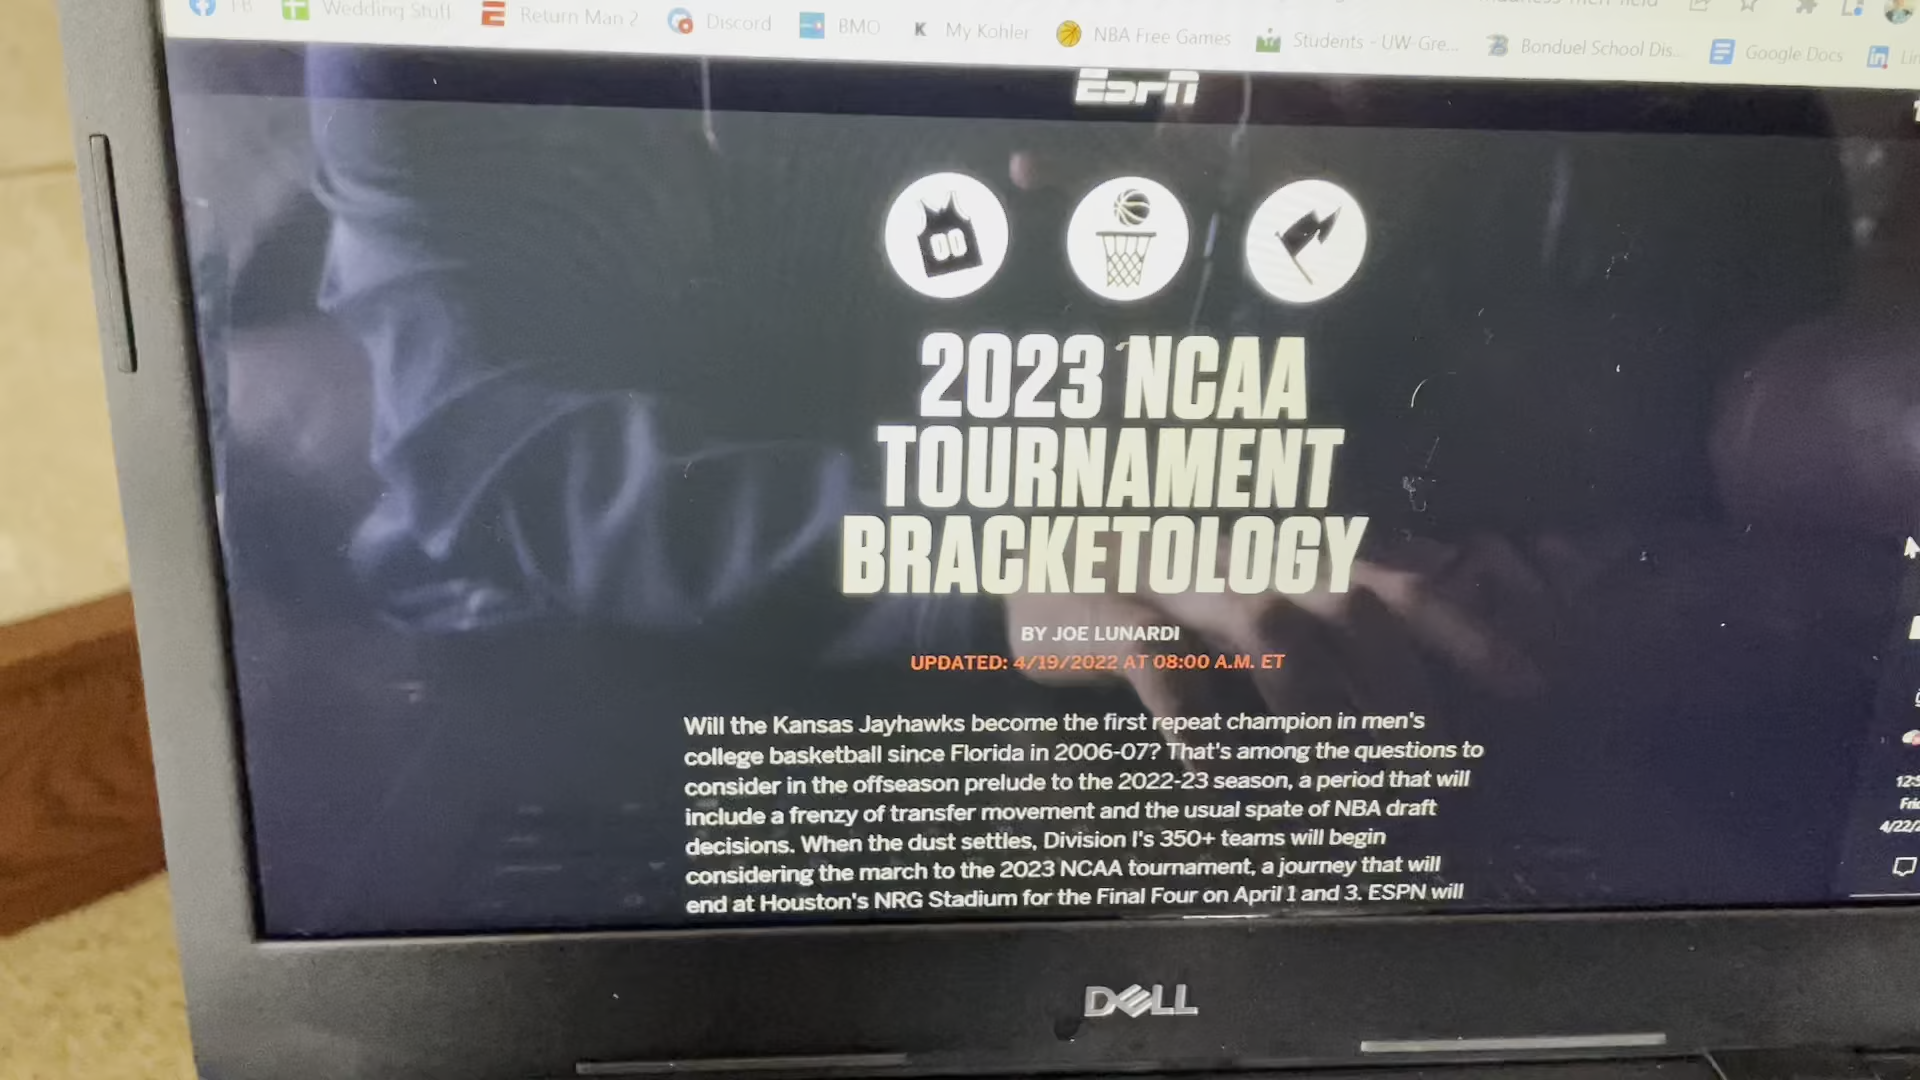 FB Wedding Stuff Return Man 2 Discord BMO My Kohler NBA Free Games Students - UW-Gre... Bonduel School Dis... Google Docs
ESPN
00
2023 NCAA
TOURNAMENT
BRACKETOLOGY
BY JOE LUNARDI
UPDATED: 4/19/2022 AT 08:00 A.M. ET
Will the Kansas Jayhawks become the first repeat champion in men's
college basketball since Florida in 2006-07? That's among the questions to
consider in the offseason prelude to the 2022-23 season, a period that will
include a frenzy of transfer movement and the usual spate of NBA draft
decisions. When the dust settles, Division I's 350+ teams will begin
considering the march to the 2023 NCAA tournament, a journey that will
end at Houston's NRG Stadium for the Final Four on April 1 and 3. ESPN will
DELL